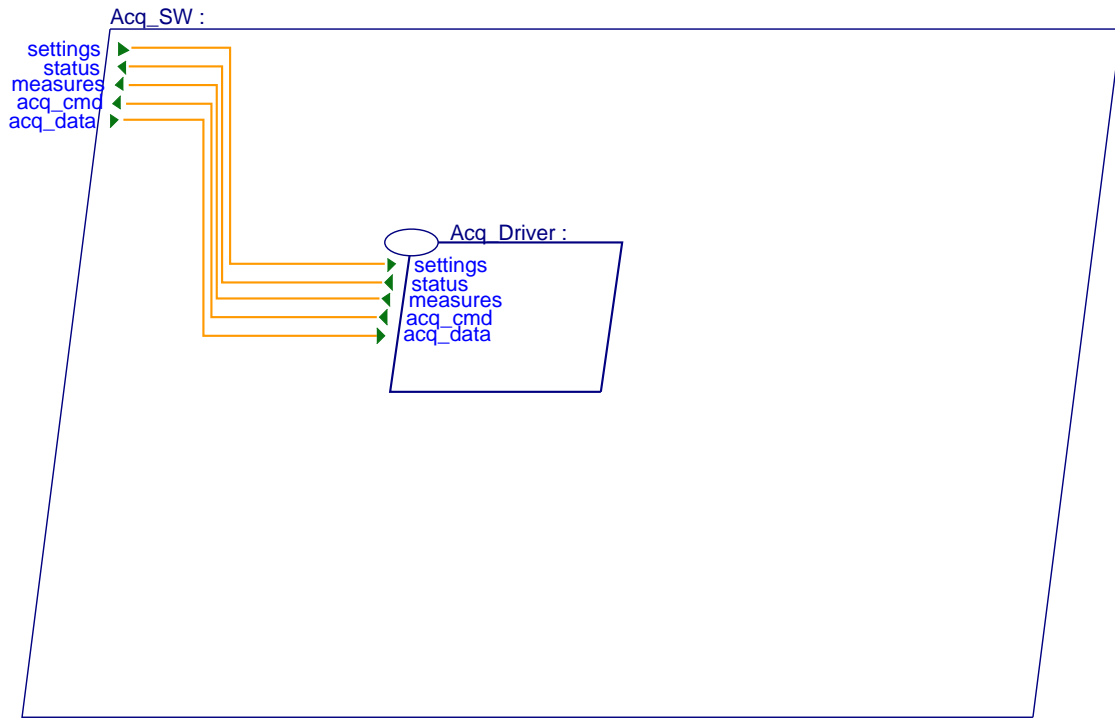 Acq_SW :
settings
status
measures
acq_cmd
acq_data
Acq_Driver :
settings
status
measures
acq_cmd
acq_data